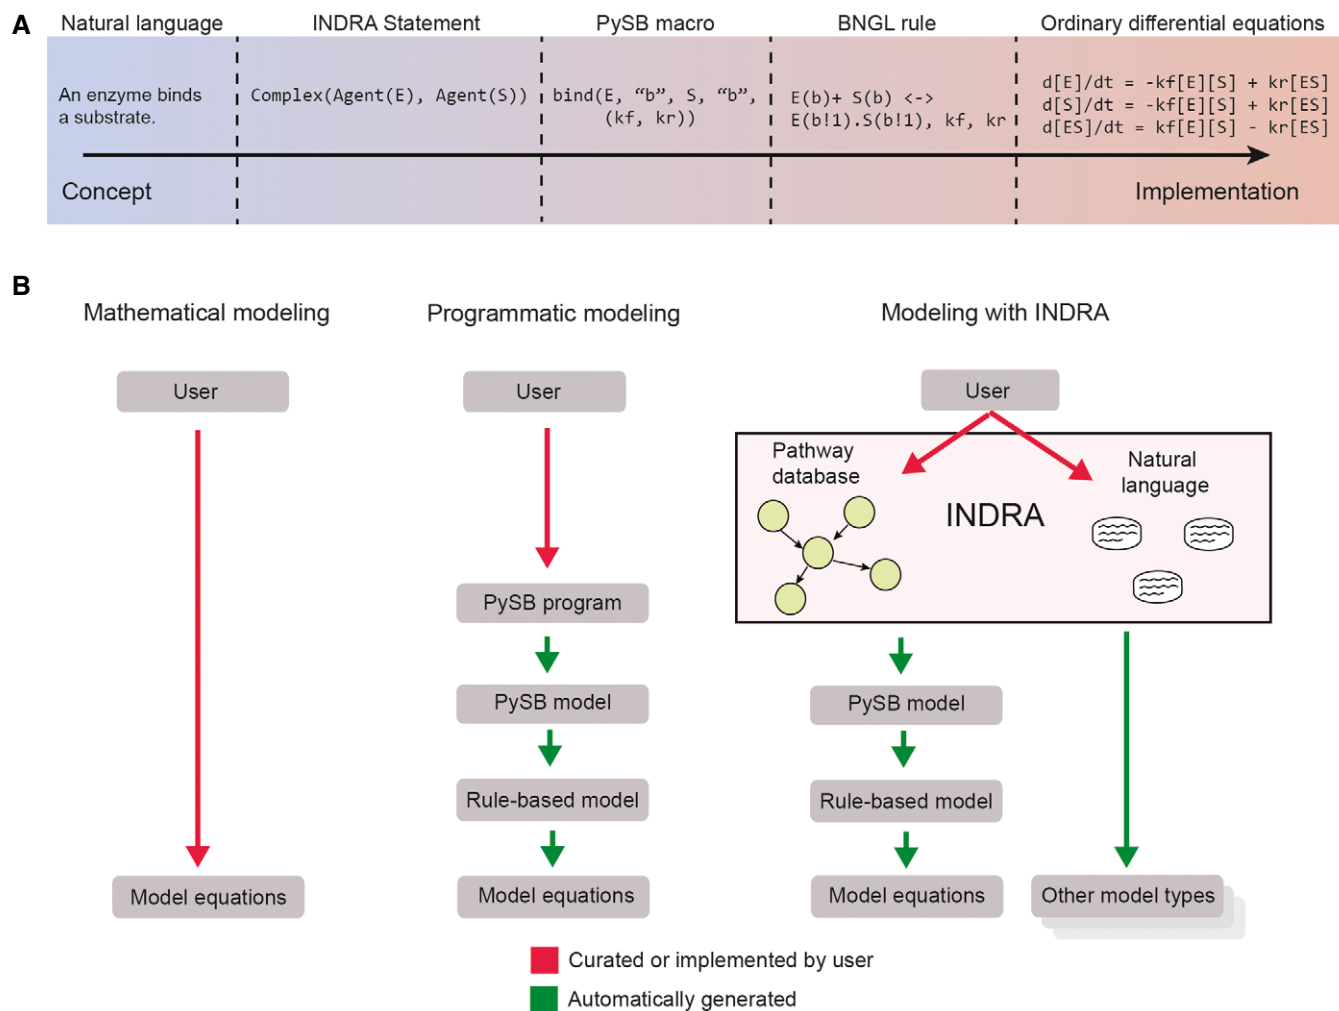 A
Natural language
INDRA Statement
PySB macro
BNGL rule
Ordinary differential equations
An enzyme binds
a substrate.
Complex(Agent(E), Agent(S))
bind(E, “b”, S, “b”,
(kf, kr))
E(b)+ S(b) <->
E(b!1).S(b!1), kf, kr
d[E]/dt = -kf[E][S] + kr[ES]
d[S]/dt = -kf[E][S] + kr[ES]
d[ES]/dt = kf[E][S] - kr[ES]
Concept
Implementation
B
Mathematical modeling
Programmatic modeling
Modeling with INDRA
User
User
User
Pathway
database
INDRA
Natural
language
PySB program
PySB model
PySB model
Rule-based model
Rule-based model
Model equations
Model equations
Model equations
Other model types
Curated or implemented by user
Automatically generated